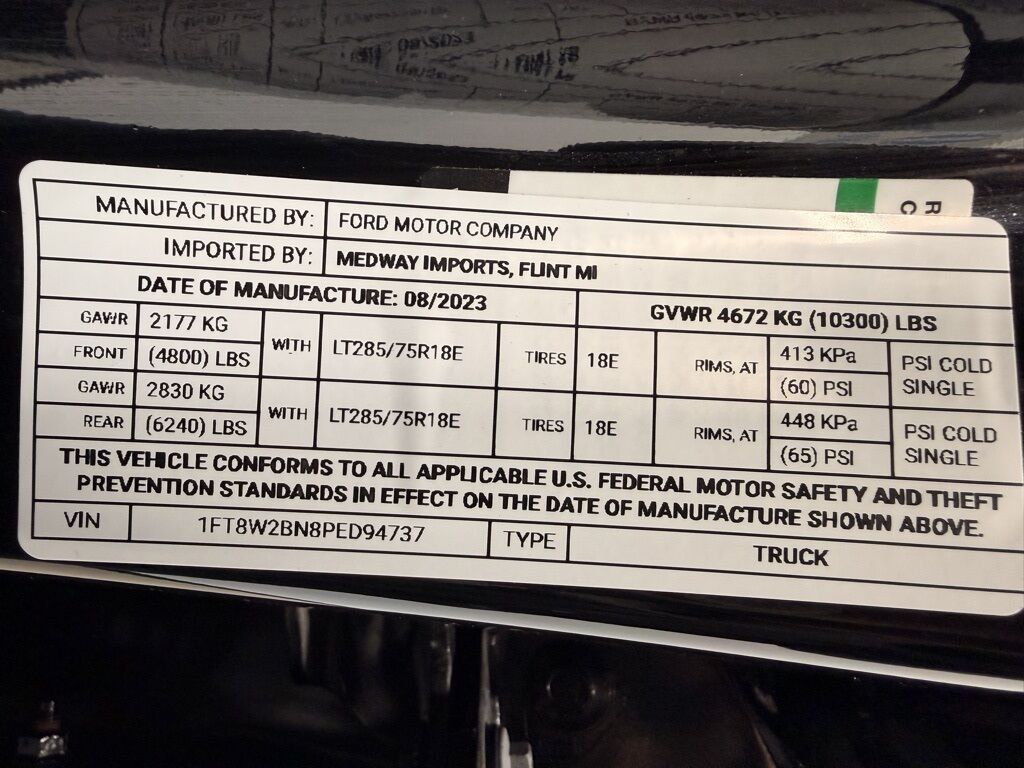 R
C
MANUFACTURED BY: FORD MOTOR COMPANY
IMPORTED BY: MEDWAY IMPORTS, FLINT MI
DATE OF MANUFACTURE: 08/2023 GVWR 4672 KG (10300) LBS
GAWR 2177 KG WITH LT285/75R18E TIRES 18E RIMS, AT 413 KPa PSI COLD
FRONT (4800) LBS (60) PSI SINGLE
GAWR 2830 KG WITH LT285/75R18E TIRES 18E RIMS, AT 448 KPa PSI COLD
REAR (6240) LBS (65) PSI SINGLE
THIS VEHICLE CONFORMS TO ALL APPLICABLE U.S. FEDERAL MOTOR SAFETY AND THEFT
PREVENTION STANDARDS IN EFFECT ON THE DATE OF MANUFACTURE SHOWN ABOVE.
VIN 1FT8W2BN8PED94737 TYPE TRUCK